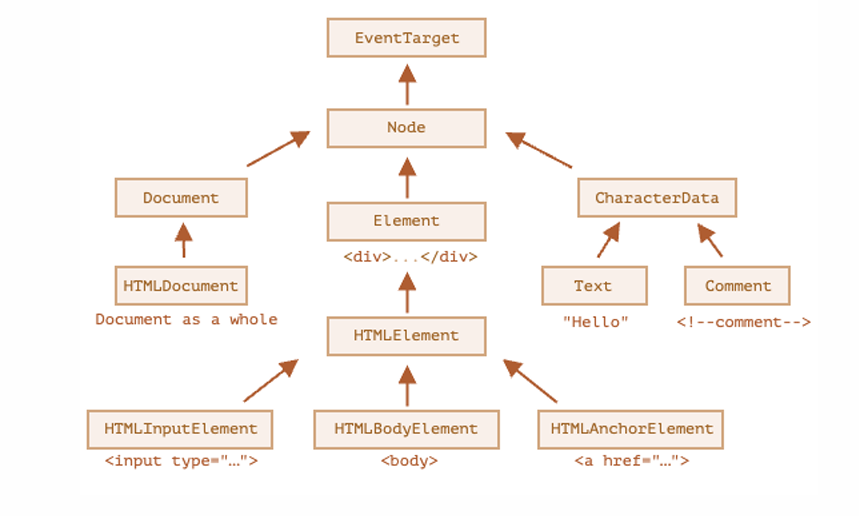 EventTarget
Node
Document
CharacterData
Element
<div>...</div>
HTMLDocument
Text
Comment
Document as a whole
"Hello"
<!--comment-->
HTMLElement
HTMLInputElement
HTMLBodyElement
HTMLAnchorElement
<input type="…">
<body>
<a href="…">